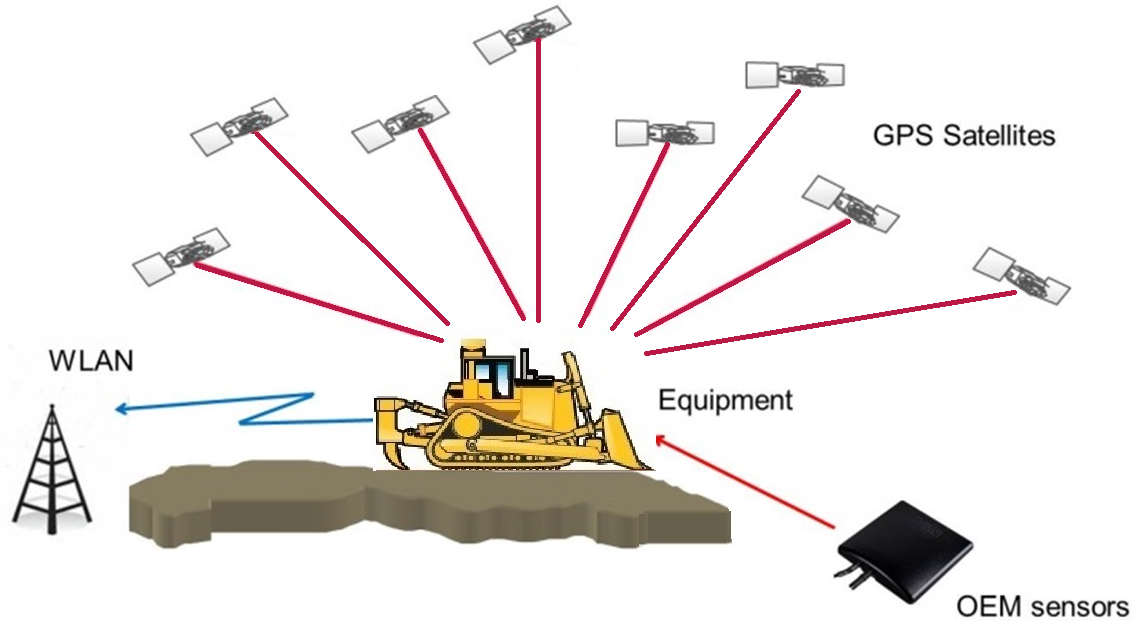 GPS Satellites
WLAN
Equipment
OEM sensors